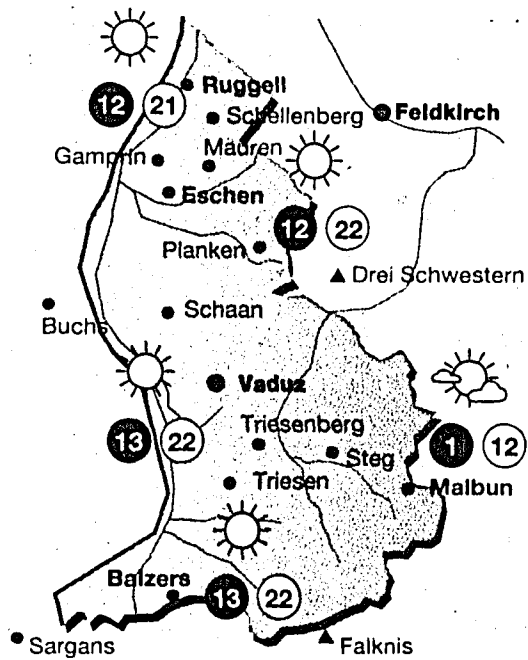 Ruggell
12 21
Schellenberg
Feldkirch
Gamprin
Mauren
Eschen
12 22
Planken
Drei Schwestern
Buchs
Schaan
Vaduz
13 22
Triesenberg
1 12
Steg
Triesen
Malbun
Balzers
13 22
Sargans
Falknis